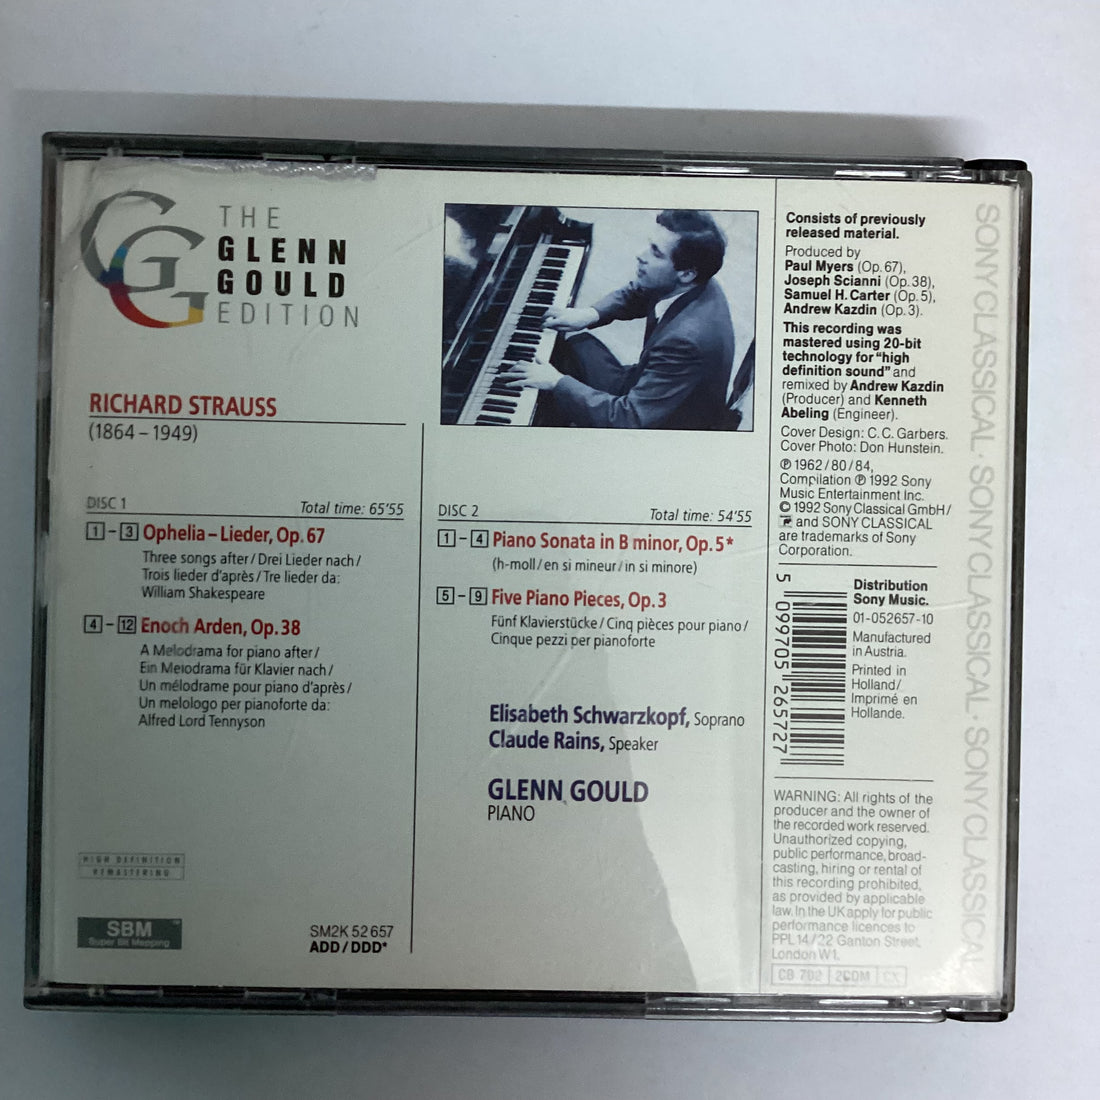 THE
GLENN
GOULD
EDITION
RICHARD STRAUSS
(1864 – 1949)
DISC 1 Total time: 65'55
1 – 3 Ophelia – Lieder, Op. 67
Three songs after / Drei Lieder nach /
Trois lieder d'après / Tre lieder da:
William Shakespeare
4 – 12 Enoch Arden, Op. 38
A Melodrama for piano after /
Ein Melodrama für Klavier nach /
Un mélodrame pour piano d'après /
Un melologo per pianoforte da:
Alfred Lord Tennyson
HIGH DEFINITION
REMASTERING
SBM™
Super Bit Mapping
SM2K 52 657
ADD / DDD*
DISC 2 Total time: 54'55
1 – 4 Piano Sonata in B minor, Op. 5*
(h-moll / en si mineur / in si minore)
5 – 9 Five Piano Pieces, Op. 3
Fünf Klavierstücke / Cinq pièces pour piano /
Cinque pezzi per pianoforte
Elisabeth Schwarzkopf, Soprano
Claude Rains, Speaker
GLENN GOULD
PIANO
Consists of previously
released material.
Produced by
Paul Myers (Op. 67),
Joseph Scianni (Op. 38),
Samuel H. Carter (Op. 5),
Andrew Kazdin (Op. 3).
This recording was
mastered using 20-bit
technology for "high
definition sound" and
remixed by Andrew Kazdin
(Producer) and Kenneth
Abeling (Engineer).
Cover Design: C. C. Garbers.
Cover Photo: Don Hunstein.
℗ 1962 / 80 / 84,
Compilation ℗ 1992 Sony
Music Entertainment Inc.
© 1992 Sony Classical GmbH /
and SONY CLASSICAL
are trademarks of Sony
Corporation.
5 099705 265727
Distribution
Sony Music.
01-052657-10
Manufactured
in Austria.
Printed in
Holland /
Imprimé en
Hollande.
WARNING: All rights of the
producer and the owner of
the recorded work reserved.
Unauthorized copying,
public performance, broad-
casting, hiring or rental of
this recording prohibited,
as provided by applicable
law. In the UK apply for public
performance licences to
PPL 14 / 22 Ganton Street,
London W1.
CB 702 2CDM CX
SONY CLASSICAL · SONY CLASSICAL · SONY CLASSICAL